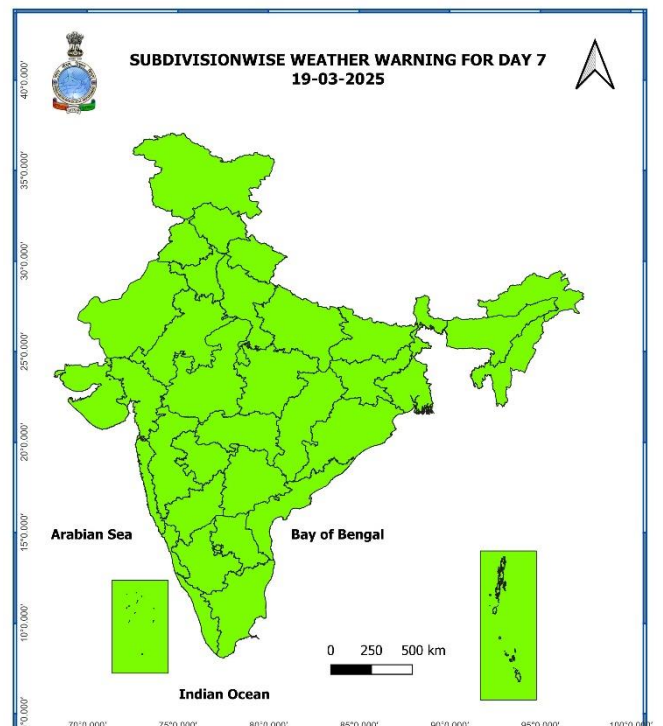 SUBDIVISIONWISE WEATHER WARNING FOR DAY 7
19-03-2025
40°0.000'
35°0.000'
30°0.000'
25°0.000'
20°0.000'
15°0.000'
10°0.000'
Arabian Sea
Bay of Bengal
0 250 500 km
Indian Ocean
70°0.000' 75°0.000' 80°0.000' 85°0.000' 90°0.000' 95°0.000' 100°0.000'